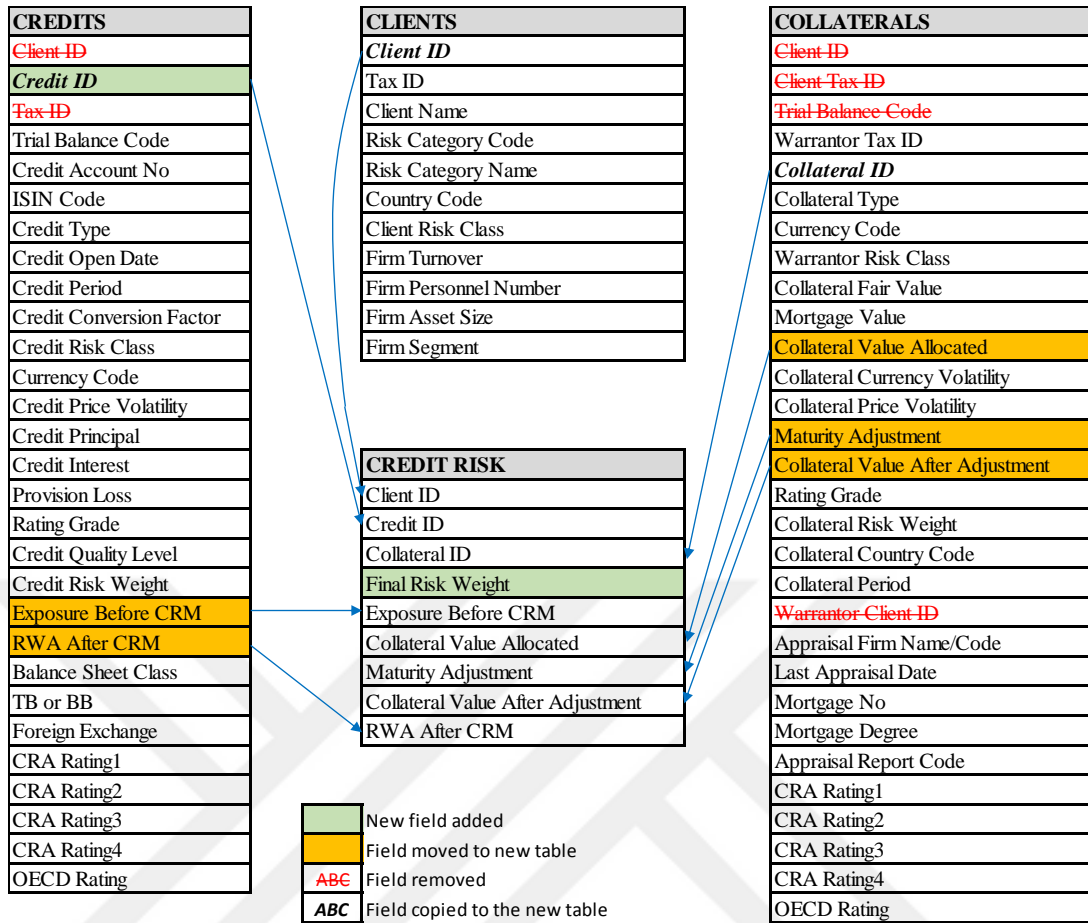 CREDITS
Client ID
Credit ID
Tax ID
Trial Balance Code
Credit Account No
ISIN Code
Credit Type
Credit Open Date
Credit Period
Credit Conversion Factor
Credit Risk Class
Currency Code
Credit Price Volatility
Credit Principal
Credit Interest
Provision Loss
Rating Grade
Credit Quality Level
Credit Risk Weight
Exposure Before CRM
RWA After CRM
Balance Sheet Class
TB or BB
Foreign Exchange
CRA Rating1
CRA Rating2
CRA Rating3
CRA Rating4
OECD Rating
CLIENTS
Client ID
Tax ID
Client Name
Risk Category Code
Risk Category Name
Country Code
Client Risk Class
Firm Turnover
Firm Personnel Number
Firm Asset Size
Firm Segment
CREDIT RISK
Client ID
Credit ID
Collateral ID
Final Risk Weight
Exposure Before CRM
Collateral Value Allocated
Maturity Adjustment
Collateral Value After Adjustment
RWA After CRM
New field added
Field moved to new table
ABC Field removed
ABC Field copied to the new table
COLLATERALS
Client ID
Client Tax ID
Trial Balance Code
Warrantor Tax ID
Collateral ID
Collateral Type
Currency Code
Warrantor Risk Class
Collateral Fair Value
Mortgage Value
Collateral Value Allocated
Collateral Currency Volatility
Collateral Price Volatility
Maturity Adjustment
Collateral Value After Adjustment
Rating Grade
Collateral Risk Weight
Collateral Country Code
Collateral Period
Warrantor Client ID
Appraisal Firm Name/Code
Last Appraisal Date
Mortgage No
Mortgage Degree
Appraisal Report Code
CRA Rating1
CRA Rating2
CRA Rating3
CRA Rating4
OECD Rating